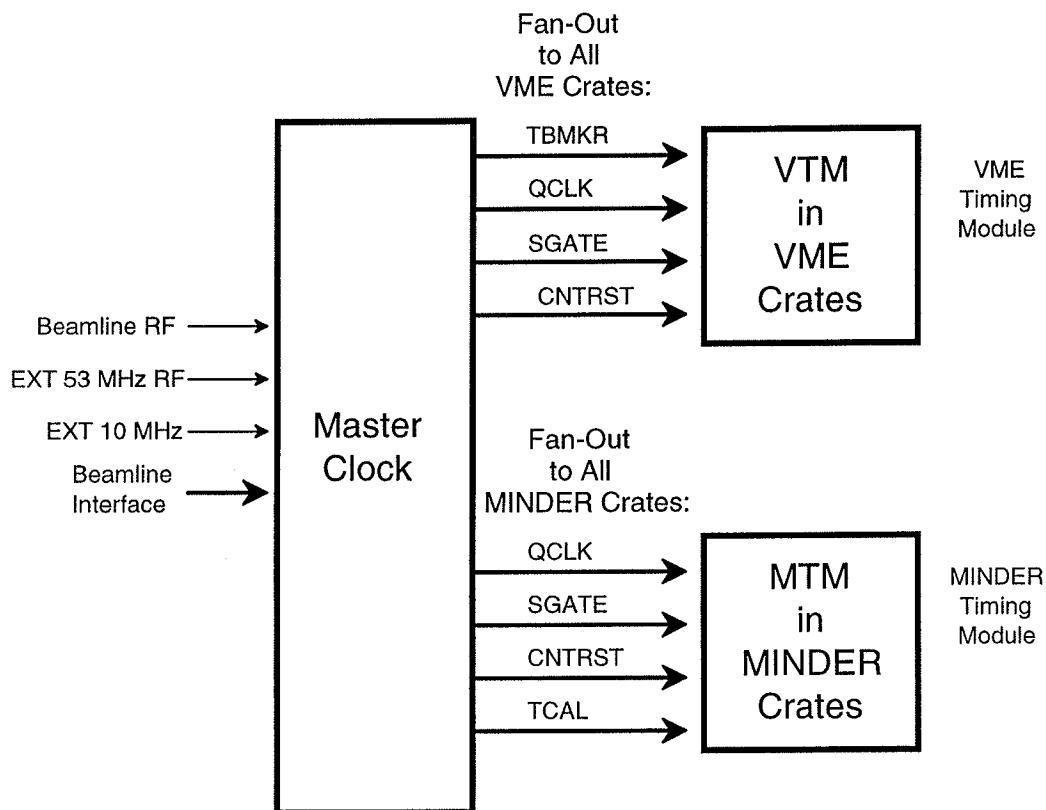 Fan-Out
to All
VME Crates:
TBMKR
QCLK
SGATE
CNTRST
VTM
in
VME
Crates
VME
Timing
Module
Beamline RF
EXT 53 MHz RF
EXT 10 MHz
Beamline
Interface
Master
Clock
Fan-Out
to All
MINDER Crates:
QCLK
SGATE
CNTRST
TCAL
MTM
in
MINDER
Crates
MINDER
Timing
Module